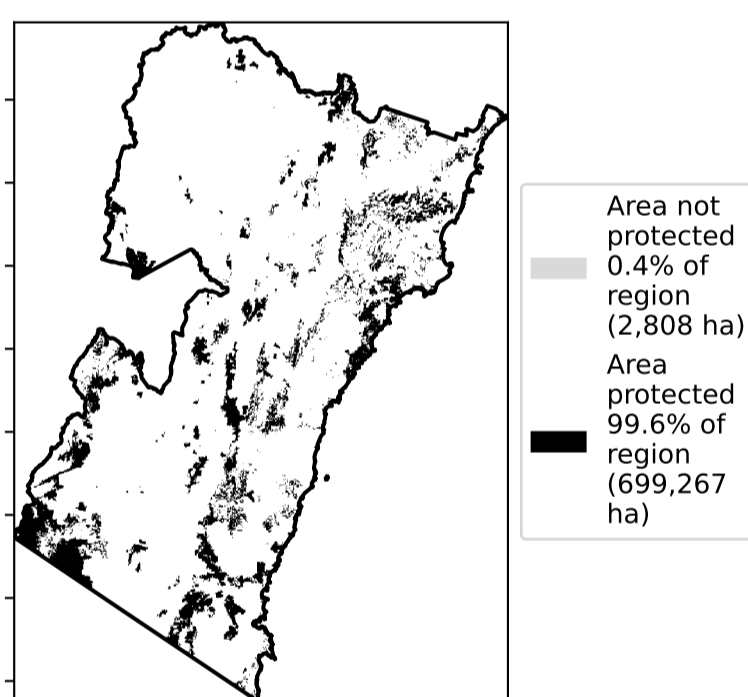 Area not
protected
0.4% of
region
(2,808 ha)
Area
protected
99.6% of
region
(699,267
ha)